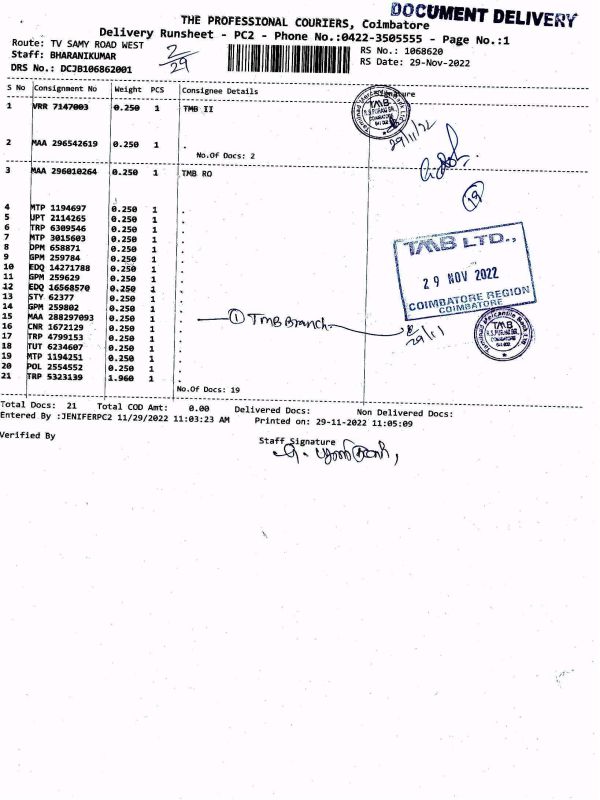 DOCUMENT DELIVERY
THE PROFESSIONAL COURIERS, Coimbatore
Delivery Runsheet - PC2 - Phone No.:0422-3505555 - Page No.:1
Route: TV SAMY ROAD WEST
Staff: BHARANIKUMAR
DRS No.: DCJB106862001
2/29
RS No.: 1068620
RS Date: 29-Nov-2022
S No Consignment No Weight PCS Consignee Details Signature
1 VRR 7147003 0.250 1 TMB II
29/11/22
2 MAA 296542619 0.250 1 .
No.Of Docs: 2
3 MAA 296010264 0.250 1 TMB RO
19
4 MTP 1194697 0.250 1 .
5 UPT 2114265 0.250 1 .
6 TRP 6309546 0.250 1 .
7 MTP 3015603 0.250 1 .
8 DPM 658871 0.250 1 .
9 GPM 259784 0.250 1 .
10 EDQ 14271788 0.250 1 .
11 GPM 259629 0.250 1 .
12 EDQ 16568570 0.250 1 .
13 STY 62377 0.250 1 .
14 GPM 259802 0.250 1 .
15 MAA 288297093 0.250 1 .
16 CNR 1672129 0.250 1 .
17 TRP 4799153 0.250 1 .
18 TUT 6234607 0.250 1 .
19 MTP 1194251 0.250 1 .
20 POL 2554552 0.250 1 .
21 TRP 5323139 1.960 1 .
TMB LTD.,
29 NOV 2022
COIMBATORE REGION
COIMBATORE
1 TMB Branch
29/11
TMB
No.Of Docs: 19
Total Docs: 21 Total COD Amt: 0.00 Delivered Docs: Non Delivered Docs:
Entered By :JENIFERPC2 11/29/2022 11:03:23 AM Printed on: 29-11-2022 11:05:09
Verified By
Staff Signature